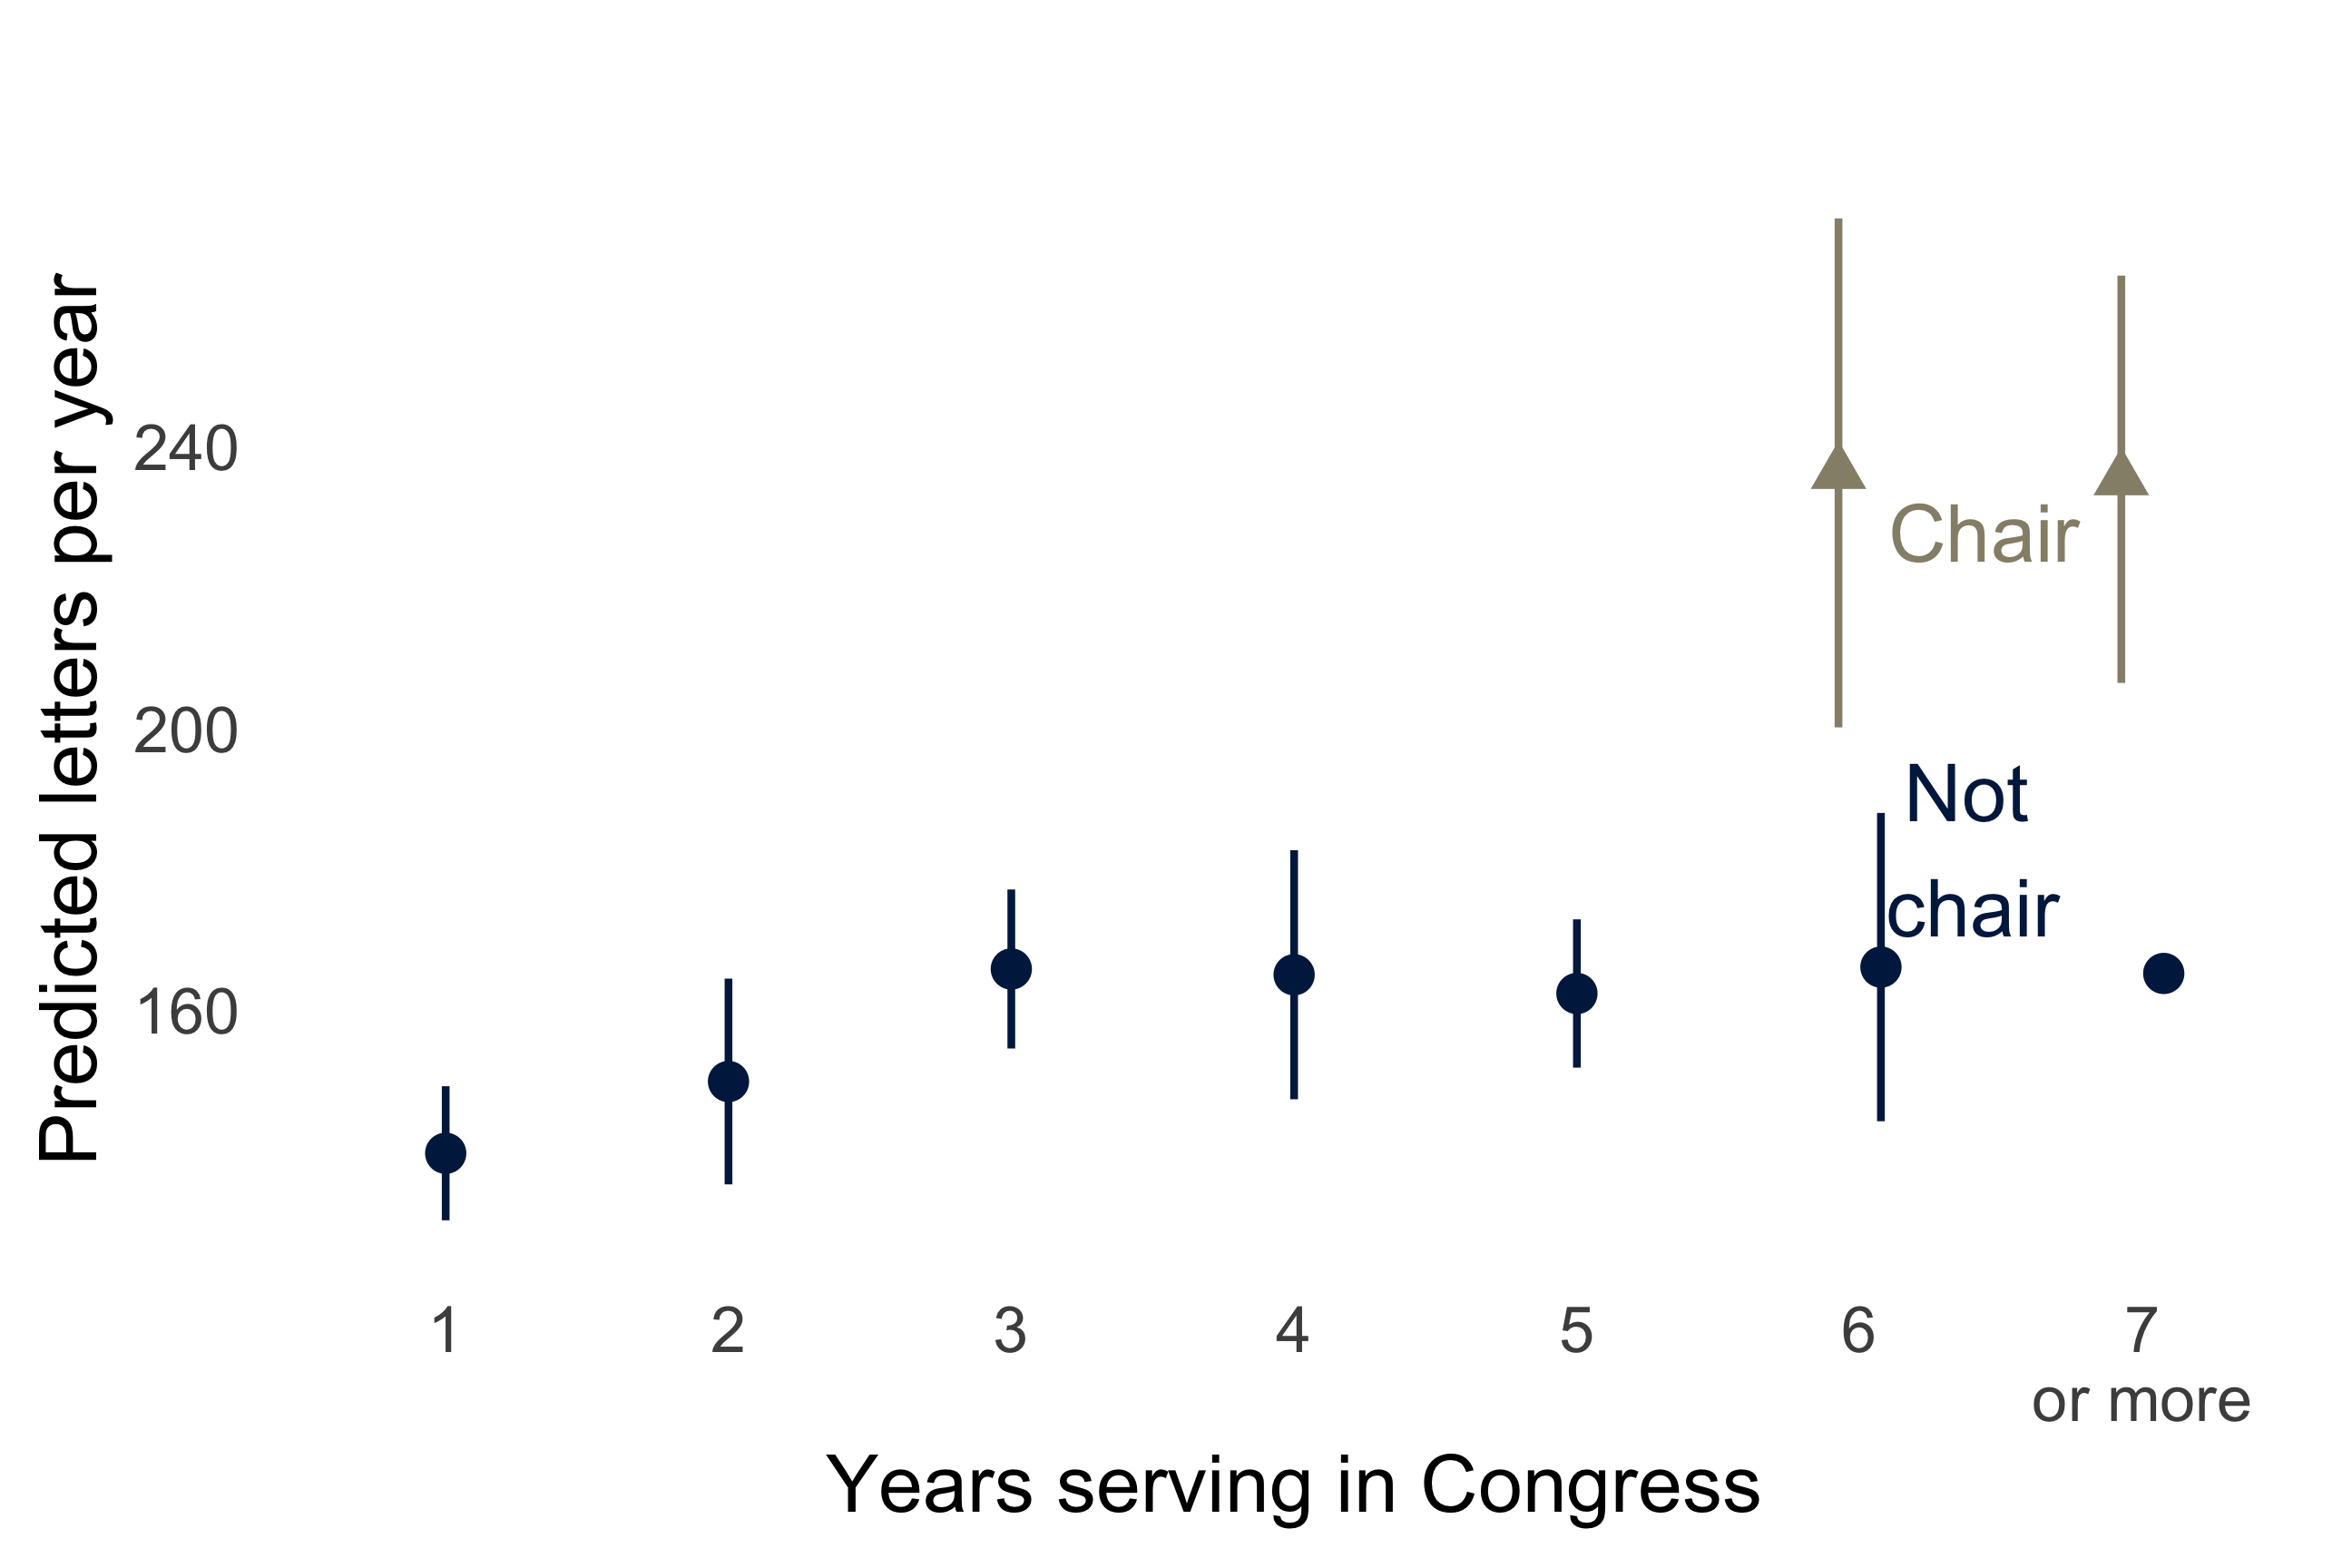 Predicted letters per year
240
200
160
Chair
Not
chair
1 2 3 4 5 6 7
or more
Years serving in Congress